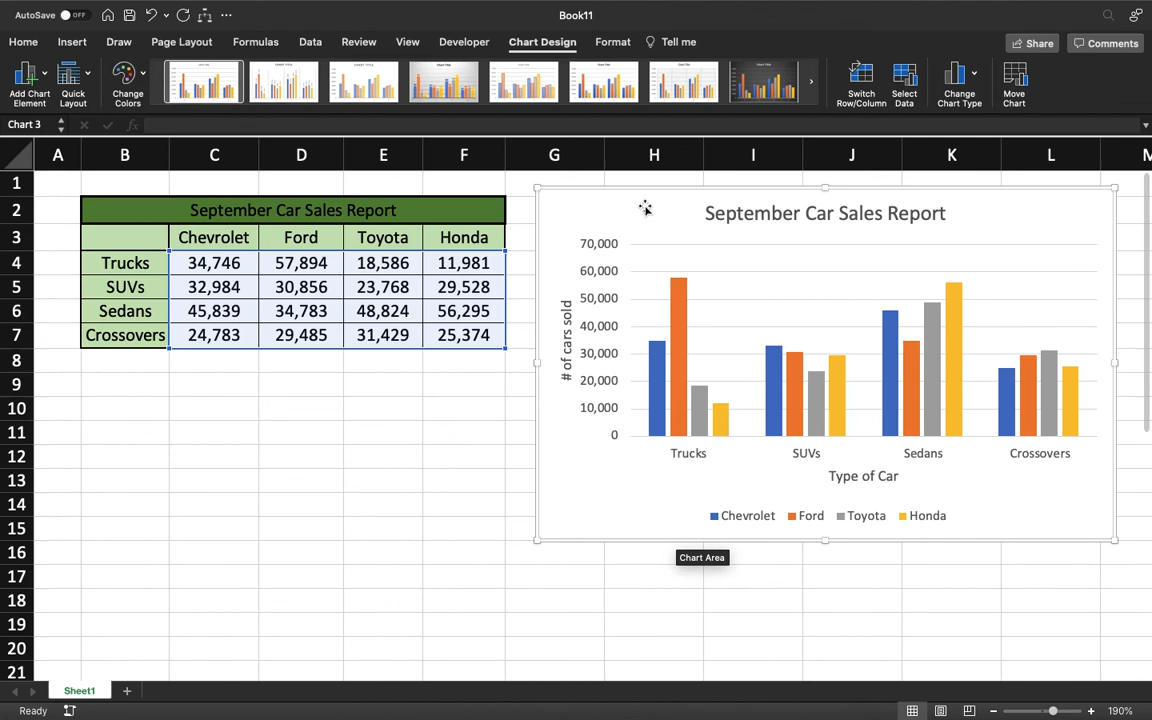 AutoSave OFF
Book11
Home Insert Draw Page Layout Formulas Data Review View Developer Chart Design Format Tell me
Share Comments
Add Chart Element
Quick Layout
Change Colors
Switch Row/Column
Select Data
Change Chart Type
Move Chart
Chart 3
fx
A B C D E F G H I J K L M
1
2
3
4
5
6
7
8
9
10
11
12
13
14
15
16
17
18
19
20
21
September Car Sales Report
Chevrolet Ford Toyota Honda
Trucks 34,746 57,894 18,586 11,981
SUVs 32,984 30,856 23,768 29,528
Sedans 45,839 34,783 48,824 56,295
Crossovers 24,783 29,485 31,429 25,374
September Car Sales Report
70,000
60,000
50,000
40,000
30,000
20,000
10,000
0
# of cars sold
Trucks SUVs Sedans Crossovers
Type of Car
Chevrolet Ford Toyota Honda
Chart Area
Sheet1
Ready
190%